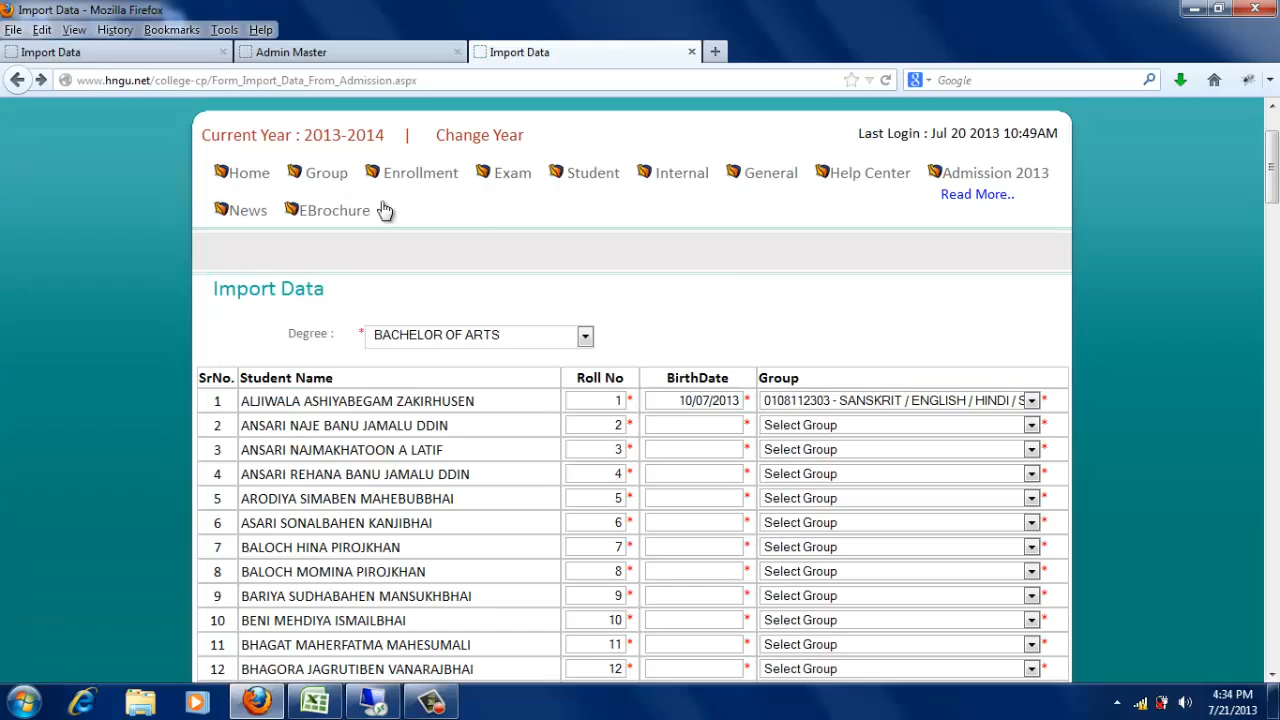 Import Data - Mozilla Firefox
File Edit View History Bookmarks Tools Help
Import Data × Admin Master × Import Data × +
www.hngu.net/college-cp/Form_Import_Data_From_Admission.aspx Google
Current Year : 2013-2014 | Change Year Last Login : Jul 20 2013 10:49AM
Home Group Enrollment Exam Student Internal General Help Center Admission 2013
Read More..
News EBrochure
Import Data
Degree : * BACHELOR OF ARTS
SrNo. Student Name Roll No BirthDate Group
1 ALJIWALA ASHIYABEGAM ZAKIRHUSEN 1* 10/07/2013* 0108112303 - SANSKRIT / ENGLISH / HINDI / S *
2 ANSARI NAJE BANU JAMALU DDIN 2* * Select Group *
3 ANSARI NAJMAKHATOON A LATIF 3* * Select Group *
4 ANSARI REHANA BANU JAMALU DDIN 4* * Select Group *
5 ARODIYA SIMABEN MAHEBUBBHAI 5* * Select Group *
6 ASARI SONALBAHEN KANJIBHAI 6* * Select Group *
7 BALOCH HINA PIROJKHAN 7* * Select Group *
8 BALOCH MOMINA PIROJKHAN 8* * Select Group *
9 BARIYA SUDHABAHEN MANSUKHBHAI 9* * Select Group *
10 BENI MEHDIYA ISMAILBHAI 10* * Select Group *
11 BHAGAT MAHERFATMA MAHESUMALI 11* * Select Group *
12 BHAGORA JAGRUTIBEN VANARAJBHAI 12* * Select Group *
4:34 PM
7/21/2013